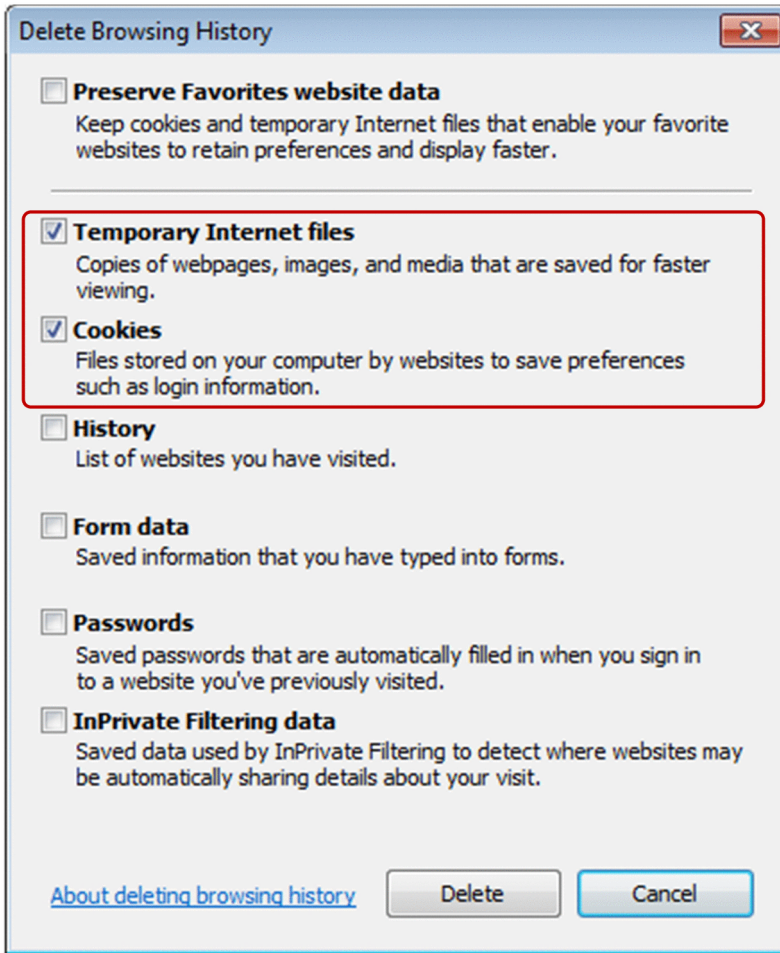 Delete Browsing History
Preserve Favorites website data
Keep cookies and temporary Internet files that enable your favorite
websites to retain preferences and display faster.
Temporary Internet files
Copies of webpages, images, and media that are saved for faster
viewing.
Cookies
Files stored on your computer by websites to save preferences
such as login information.
History
List of websites you have visited.
Form data
Saved information that you have typed into forms.
Passwords
Saved passwords that are automatically filled in when you sign in
to a website you've previously visited.
InPrivate Filtering data
Saved data used by InPrivate Filtering to detect where websites may
be automatically sharing details about your visit.
About deleting browsing history Delete Cancel